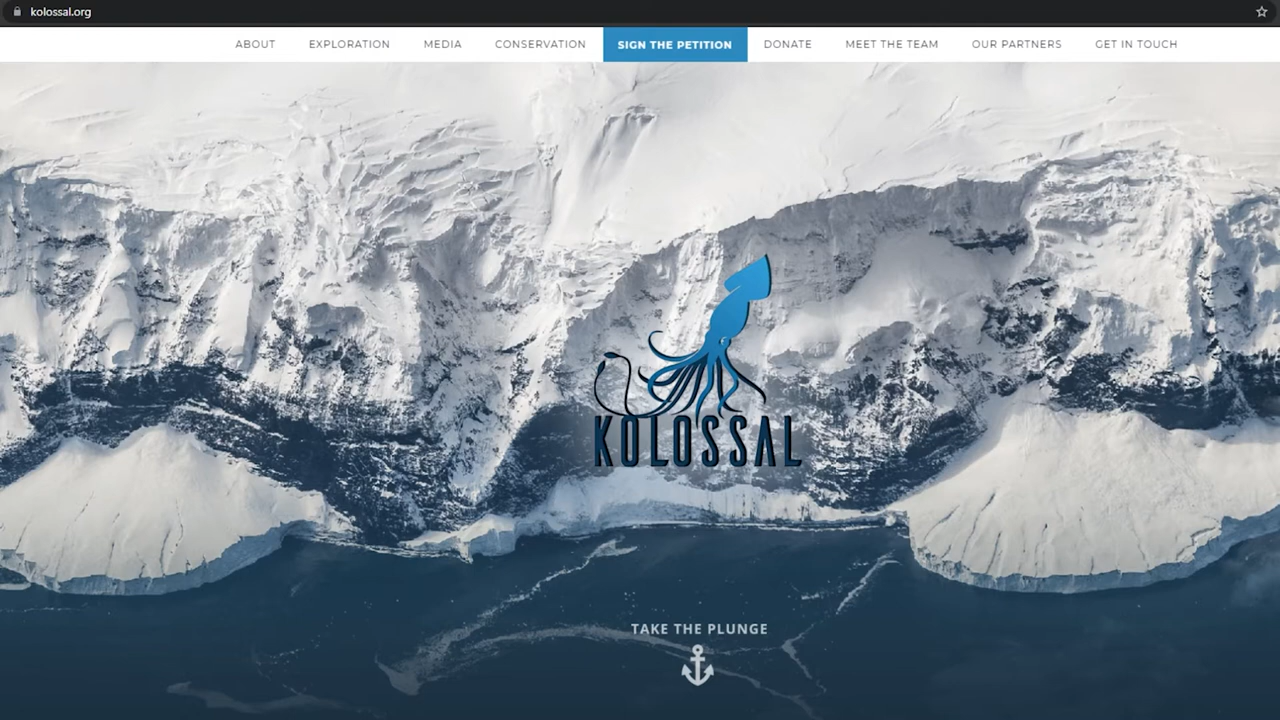 kolossal.org
ABOUT EXPLORATION MEDIA CONSERVATION SIGN THE PETITION DONATE MEET THE TEAM OUR PARTNERS GET IN TOUCH
KOLOSSAL
TAKE THE PLUNGE